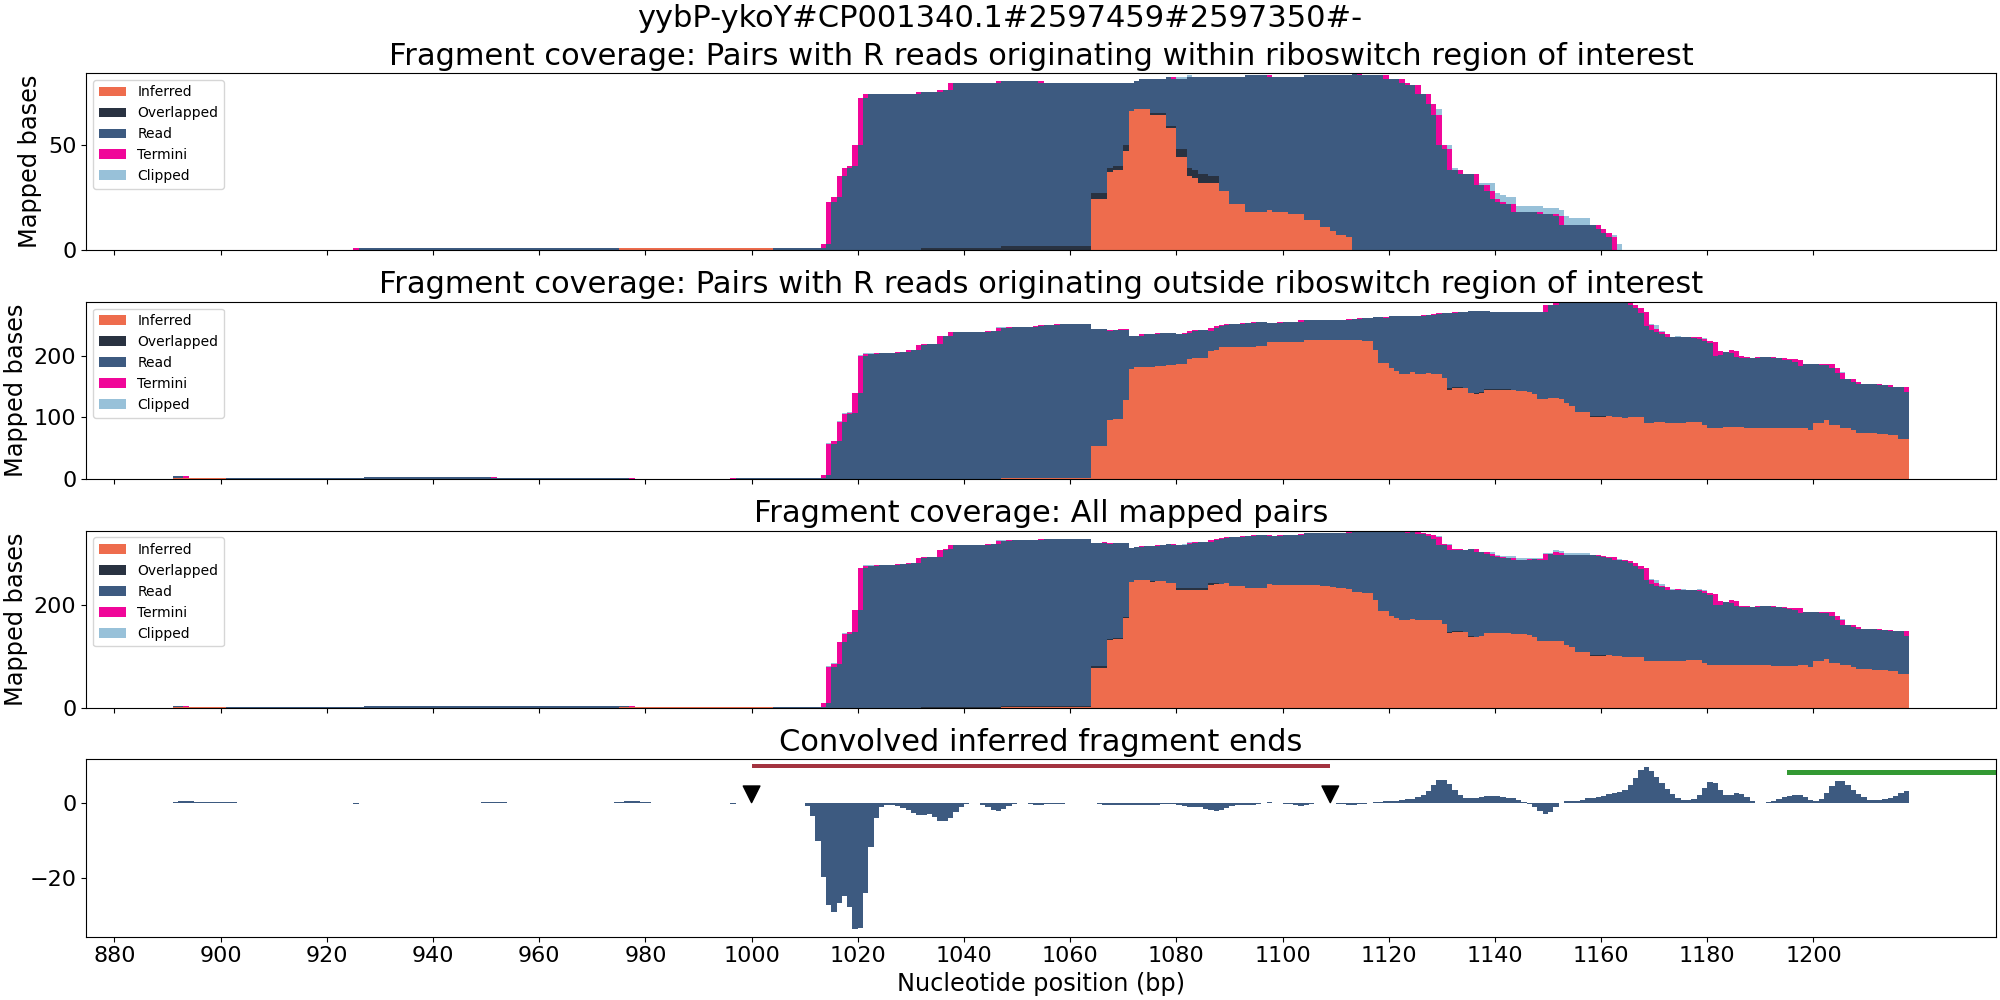 yybP-ykoY#CP001340.1#2597459#2597350#-
Fragment coverage: Pairs with R reads originating within riboswitch region of interest
Mapped bases
50
0
Inferred
Overlapped
Read
Termini
Clipped
Fragment coverage: Pairs with R reads originating outside riboswitch region of interest
Mapped bases
200
100
0
Inferred
Overlapped
Read
Termini
Clipped
Fragment coverage: All mapped pairs
Mapped bases
200
0
Inferred
Overlapped
Read
Termini
Clipped
Convolved inferred fragment ends
0
−20
880 900 920 940 960 980 1000 1020 1040 1060 1080 1100 1120 1140 1160 1180 1200
Nucleotide position (bp)